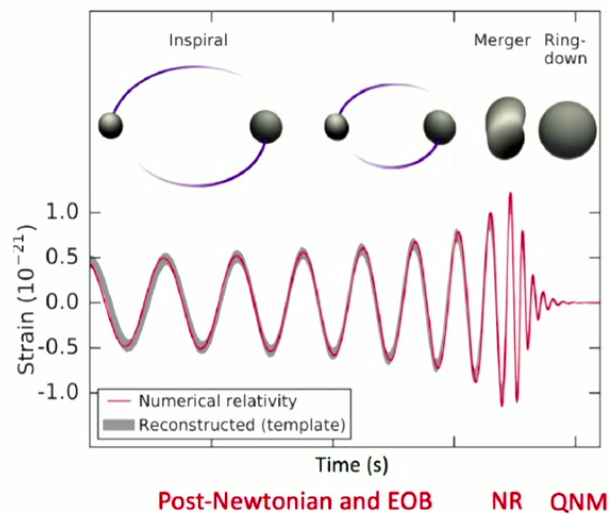 Inspiral
Merger
Ring-
down
Strain (10⁻²¹)
1.0
0.5
0.0
-0.5
-1.0
Numerical relativity
Reconstructed (template)
Time (s)
Post-Newtonian and EOB
NR
QNM